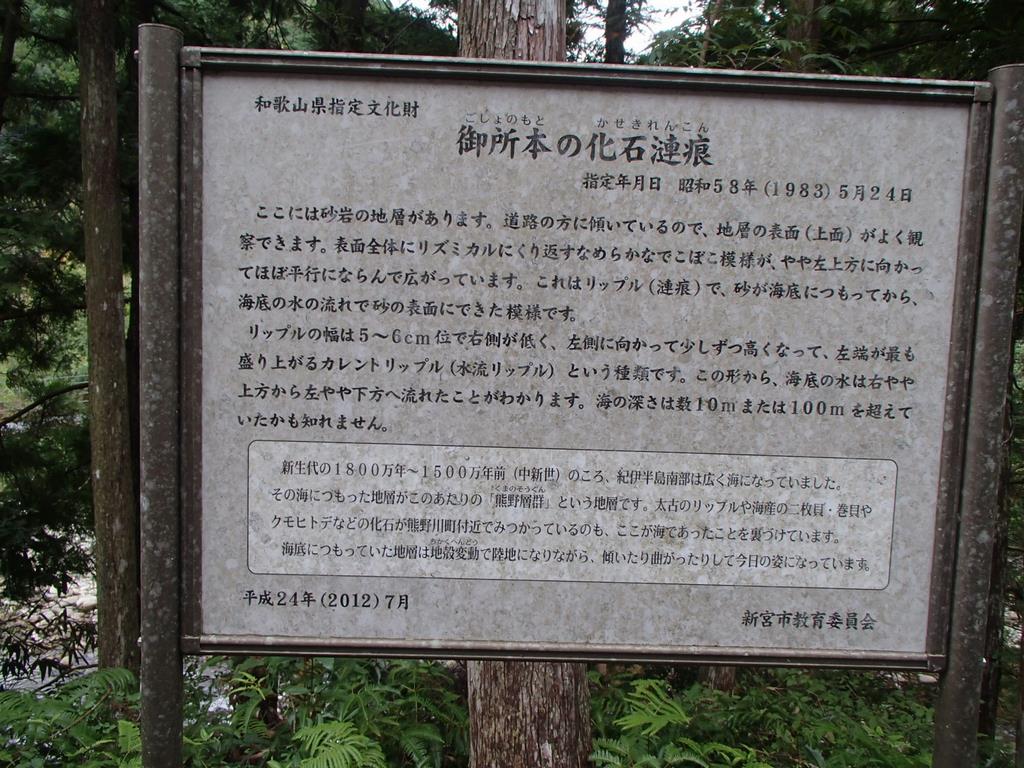 和歌山県指定文化財
ごしょのもと　かせきれんこん
御所本の化石漣痕
指定年月日　昭和58年(1983)5月24日
ここには砂岩の地層があります。道路の方に傾いているので、地層の表面(上面)がよく観
察できます。表面全体にリズミカルにくり返すなめらかなでこぼこ模様が、やや左上方に向かっ
てほぼ平行にならんで広がっています。これはリップル(漣痕)で、砂が海底につもってから、
海底の水の流れで砂の表面にできた模様です。
リップルの幅は5〜6cm位で右側が低く、左側に向かって少しずつ高くなって、左端が最も
盛り上がるカレントリップル(水流リップル)という種類です。この形から、海底の水は右やや
上方から左やや下方へ流れたことがわかります。海の深さは数10mまたは100mを超えて
いたかも知れません。
新生代の1800万年〜1500万年前(中新世)のころ、紀伊半島南部は広く海になっていました。
くまのそうぐん
その海につもった地層がこのあたりの「熊野層群」という地層です。太古のリップルや海産の二枚貝・巻貝や
クモヒトデなどの化石が熊野川町付近でみつかっているのも、ここが海であったことを裏づけています。
ちかくへんどう
海底につもっていた地層は地殻変動で陸地になりながら、傾いたり曲がったりして今日の姿になっています。
平成24年(2012)7月
新宮市教育委員会